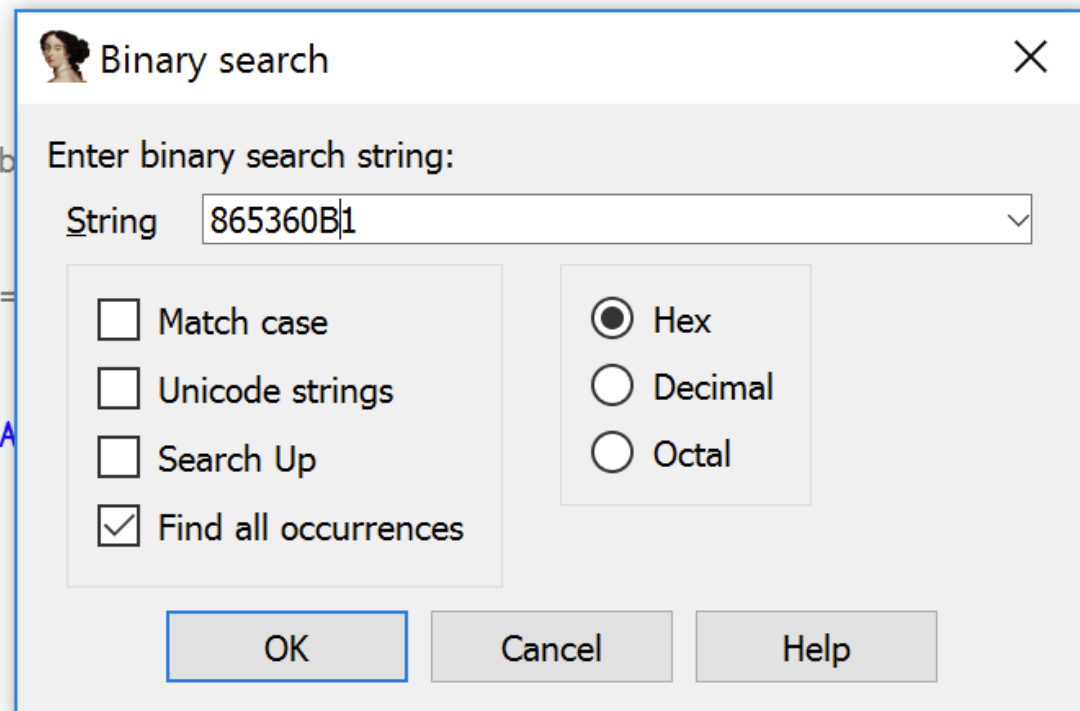 Binary search
b
Enter binary search string:
String 865360B1
Match case
Hex
=
Unicode strings
Decimal
A
Search Up
Octal
Find all occurrences
OK
Cancel
Help